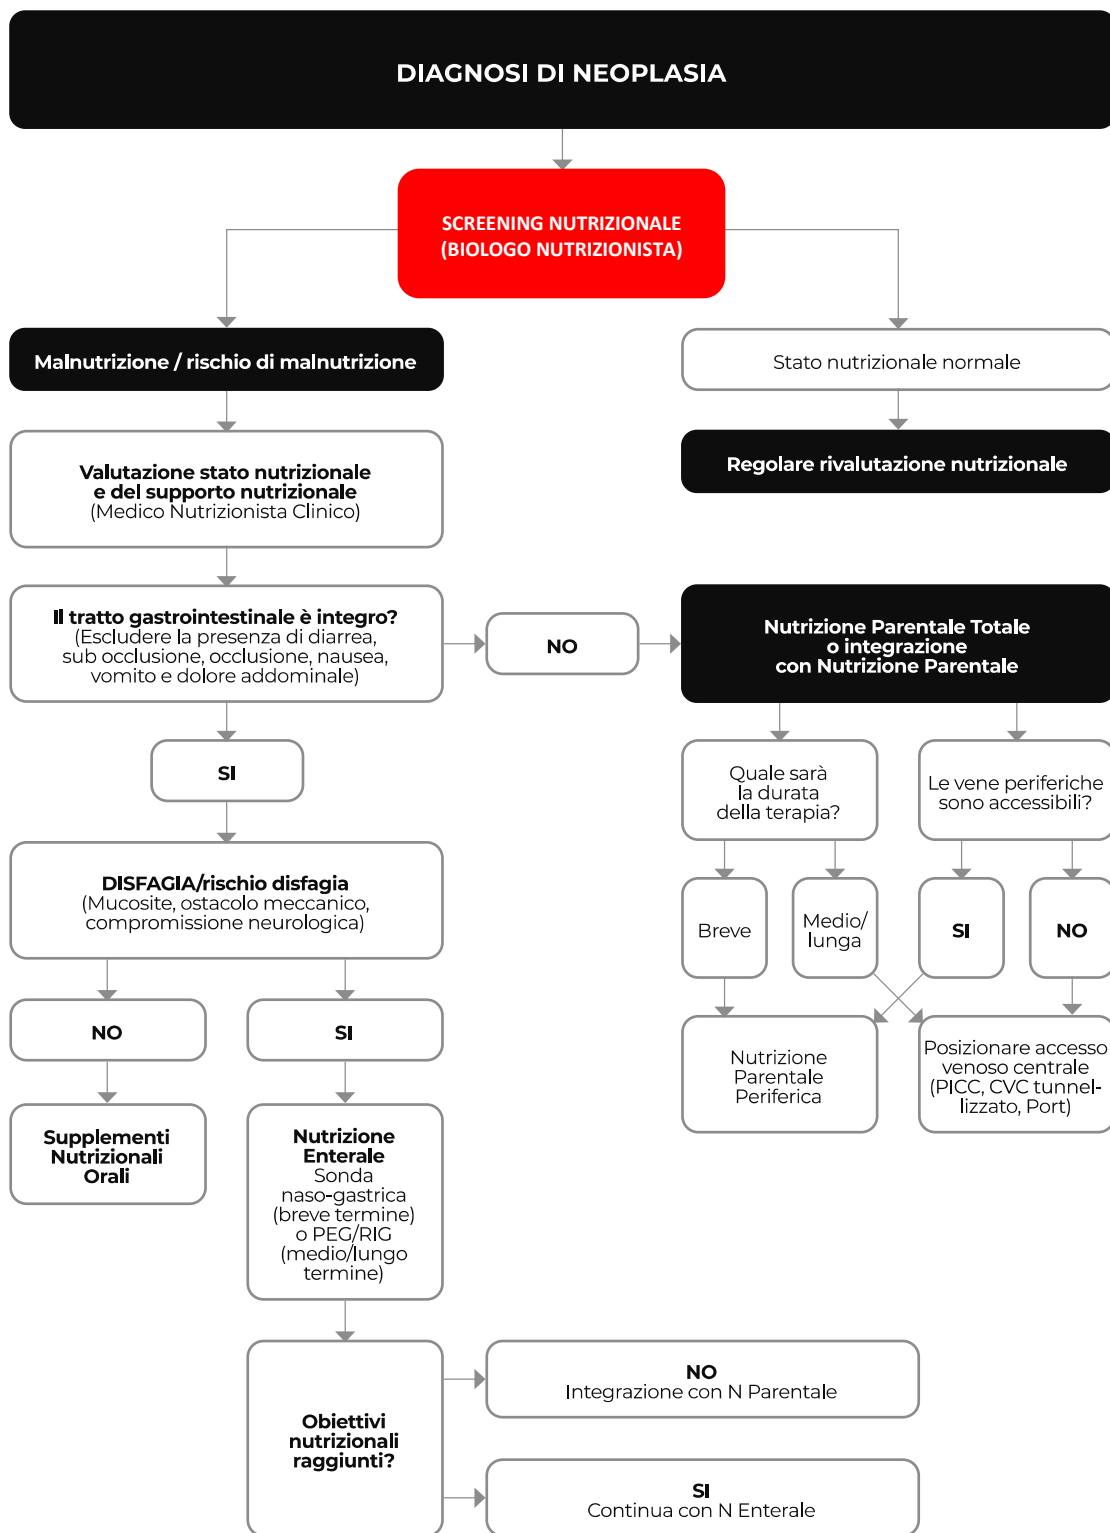 DIAGNOSI DI NEOPLASIA
SCREENING NUTRIZIONALE
(BIOLOGO NUTRIZIONISTA)
Malnutrizione / rischio di malnutrizione
Stato nutrizionale normale
Valutazione stato nutrizionale
e del supporto nutrizionale
(Medico Nutrizionista Clinico)
Regolare rivalutazione nutrizionale
Il tratto gastrointestinale è integro?
(Escludere la presenza di diarrea,
sub occlusione, occlusione, nausea,
vomito e dolore addominale)
NO
Nutrizione Parentale Totale
o integrazione
con Nutrizione Parentale
SI
Quale sarà
la durata
della terapia?
Le vene periferiche
sono accessibili?
DISFAGIA/rischio disfagia
(Mucosite, ostacolo meccanico,
compromissione neurologica)
Breve
Medio/
lunga
SI
NO
NO
SI
Nutrizione
Parentale
Periferica
Posizionare accesso
venoso centrale
(PICC, CVC tunnel-
lizzato, Port)
Supplementi
Nutrizionali
Orali
Nutrizione
Enterale
Sonda
naso-gastrica
(breve termine)
o PEG/RIG
(medio/lungo
termine)
Obiettivi
nutrizionali
raggiunti?
NO
Integrazione con N Parentale
SI
Continua con N Enterale